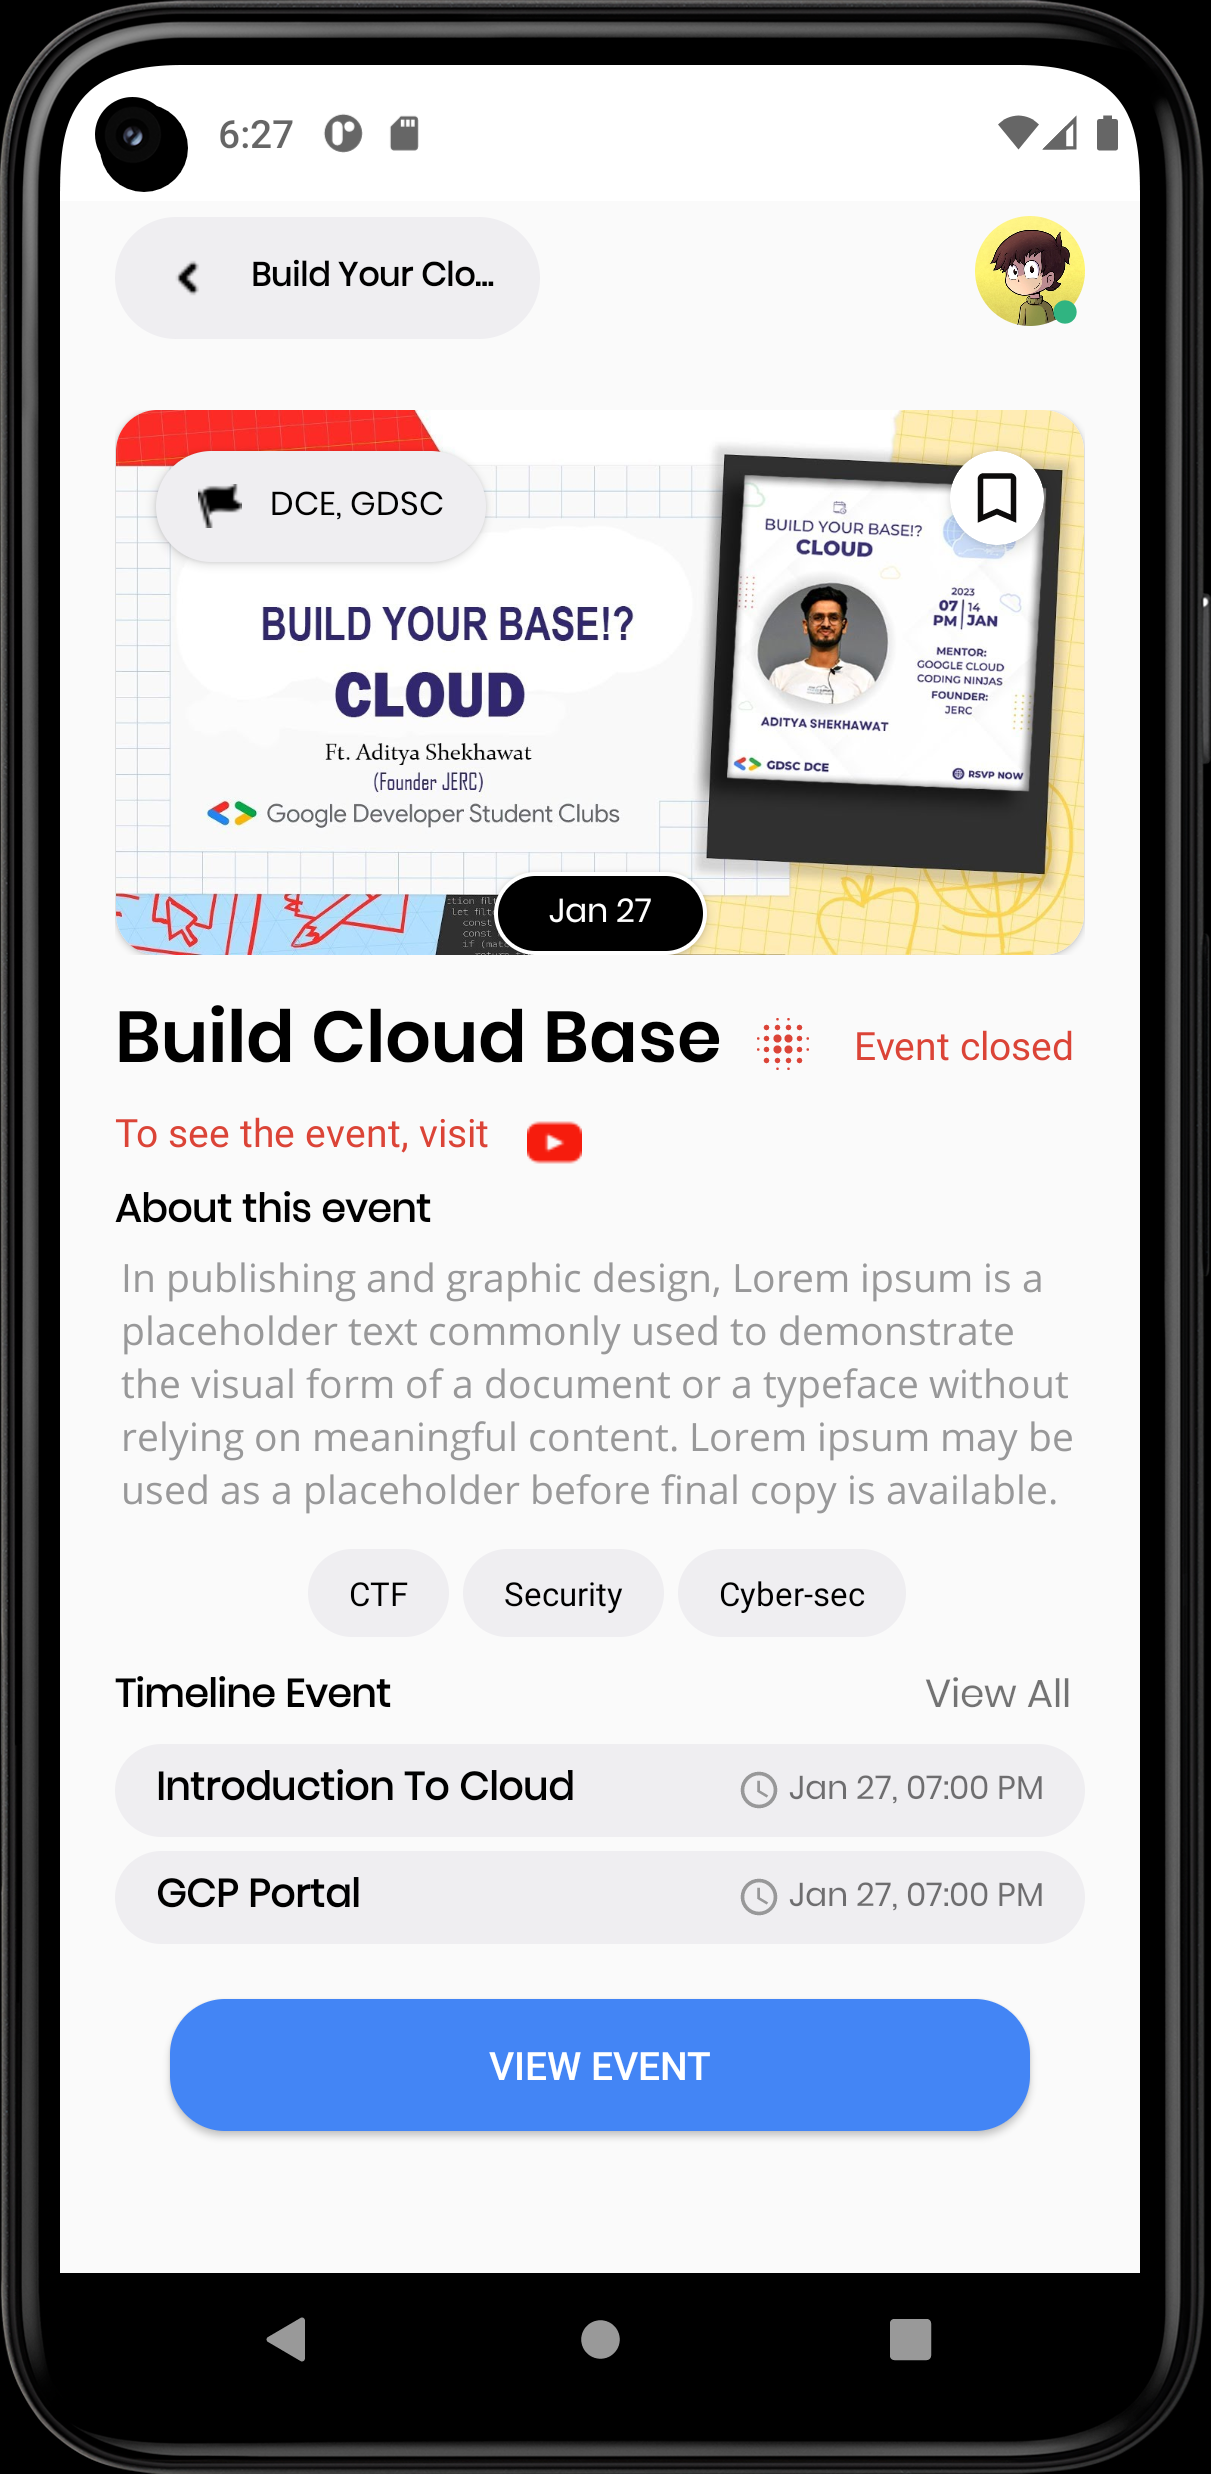 6:27
Build Your Clo...
DCE, GDSC
BUILD YOUR BASE!?
CLOUD
Ft. Aditya Shekhawat
(Founder JERC)
Google Developer Student Clubs
BUILD YOUR BASE!?
CLOUD
2023
07 | 14
PM | JAN
MENTOR:
GOOGLE CLOUD
CODING NINJAS
FOUNDER:
JERC
ADITYA SHEKHAWAT
GDSC DCE
RSVP NOW
let filt
const
const
if (mat
Jan 27
Build Cloud Base
Event closed
To see the event, visit
About this event
In publishing and graphic design, Lorem ipsum is a
placeholder text commonly used to demonstrate
the visual form of a document or a typeface without
relying on meaningful content. Lorem ipsum may be
used as a placeholder before final copy is available.
CTF Security Cyber-sec
Timeline Event View All
Introduction To Cloud Jan 27, 07:00 PM
GCP Portal Jan 27, 07:00 PM
VIEW EVENT